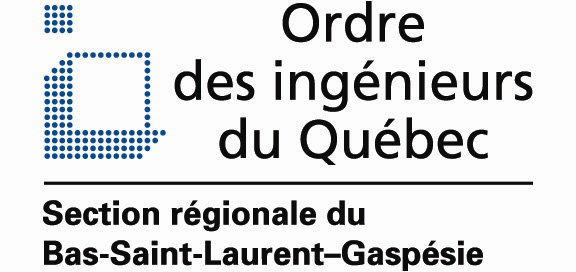 Ordre
des ingénieurs
du Québec
Section régionale du
Bas-Saint-Laurent–Gaspésie